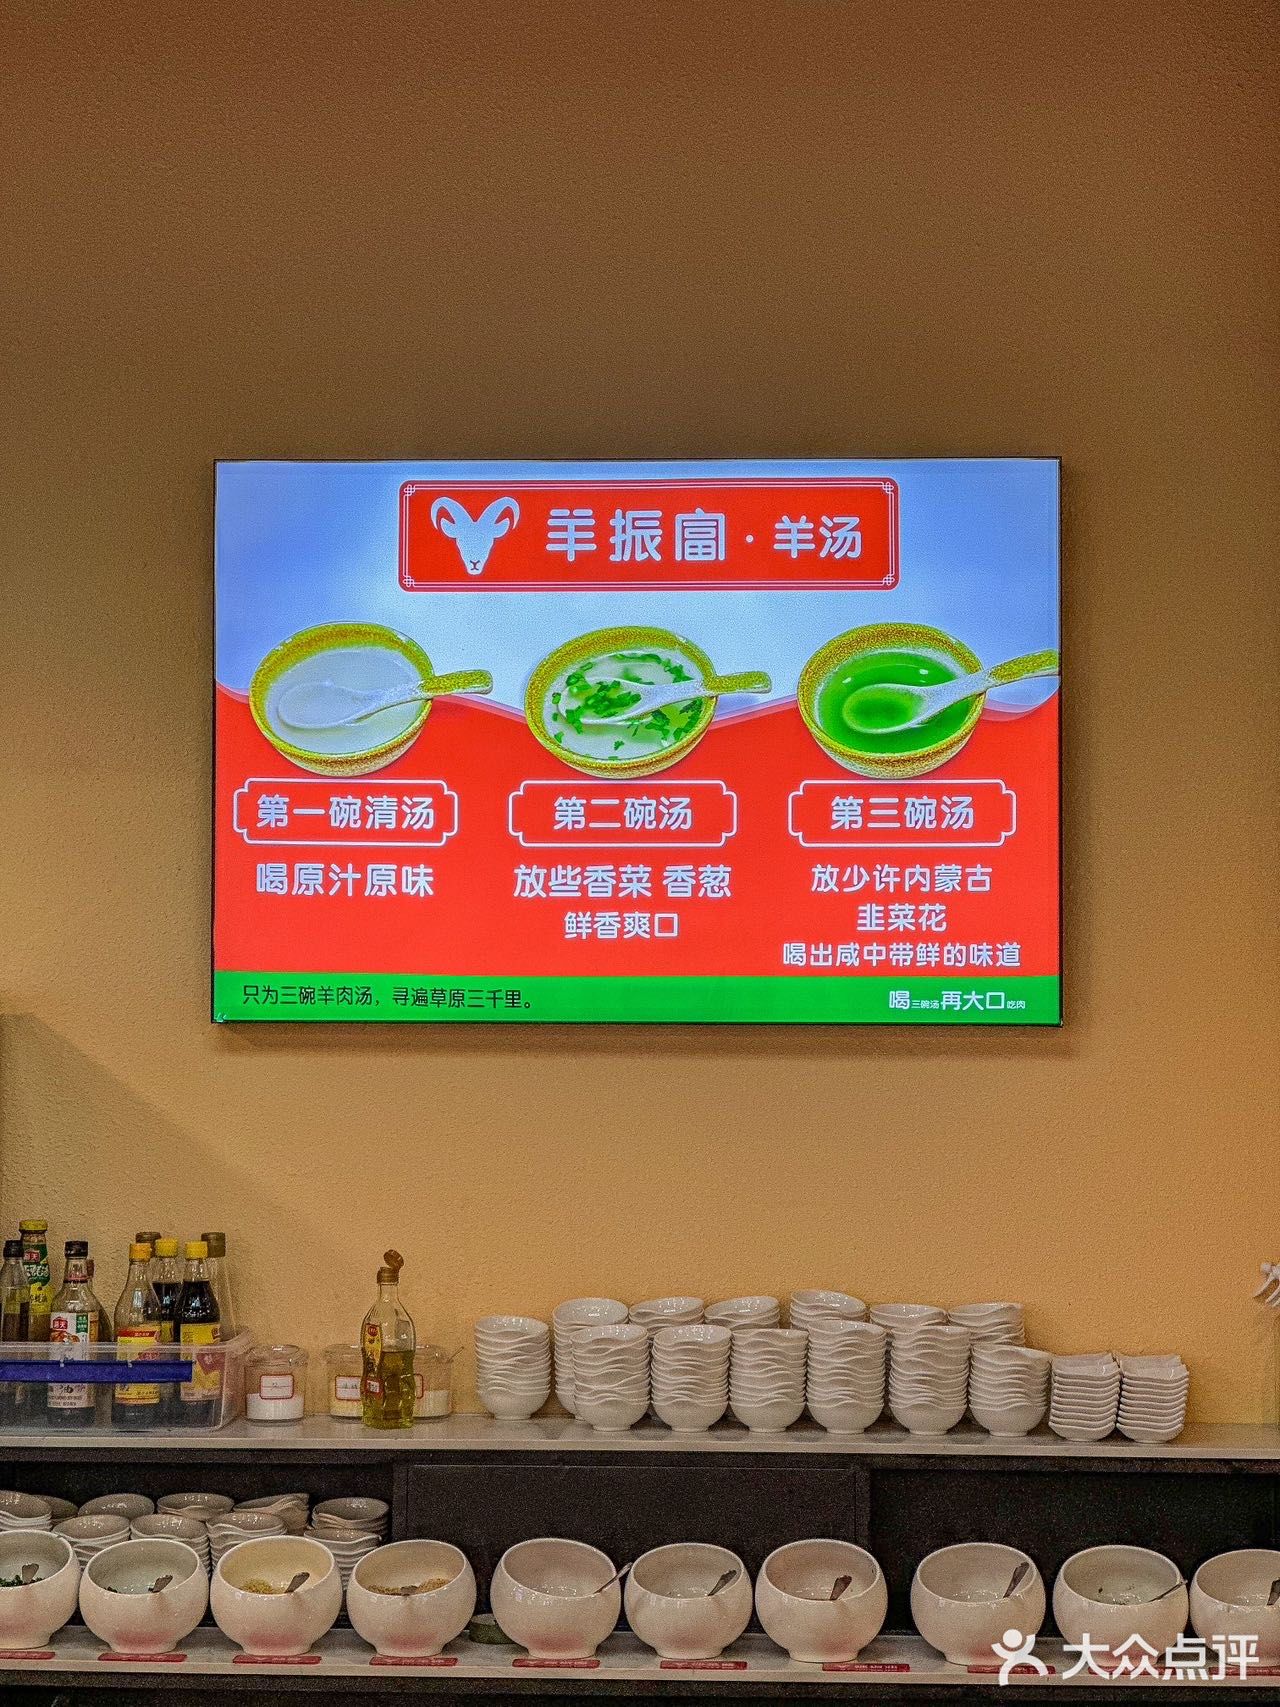 羊振富·羊汤
第一碗清汤
喝原汁原味
第二碗汤
放些香菜 香葱
鲜香爽口
第三碗汤
放少许内蒙古
韭菜花
喝出咸中带鲜的味道
只为三碗羊肉汤，寻遍草原三千里。
喝三碗汤再大口吃肉
大众点评